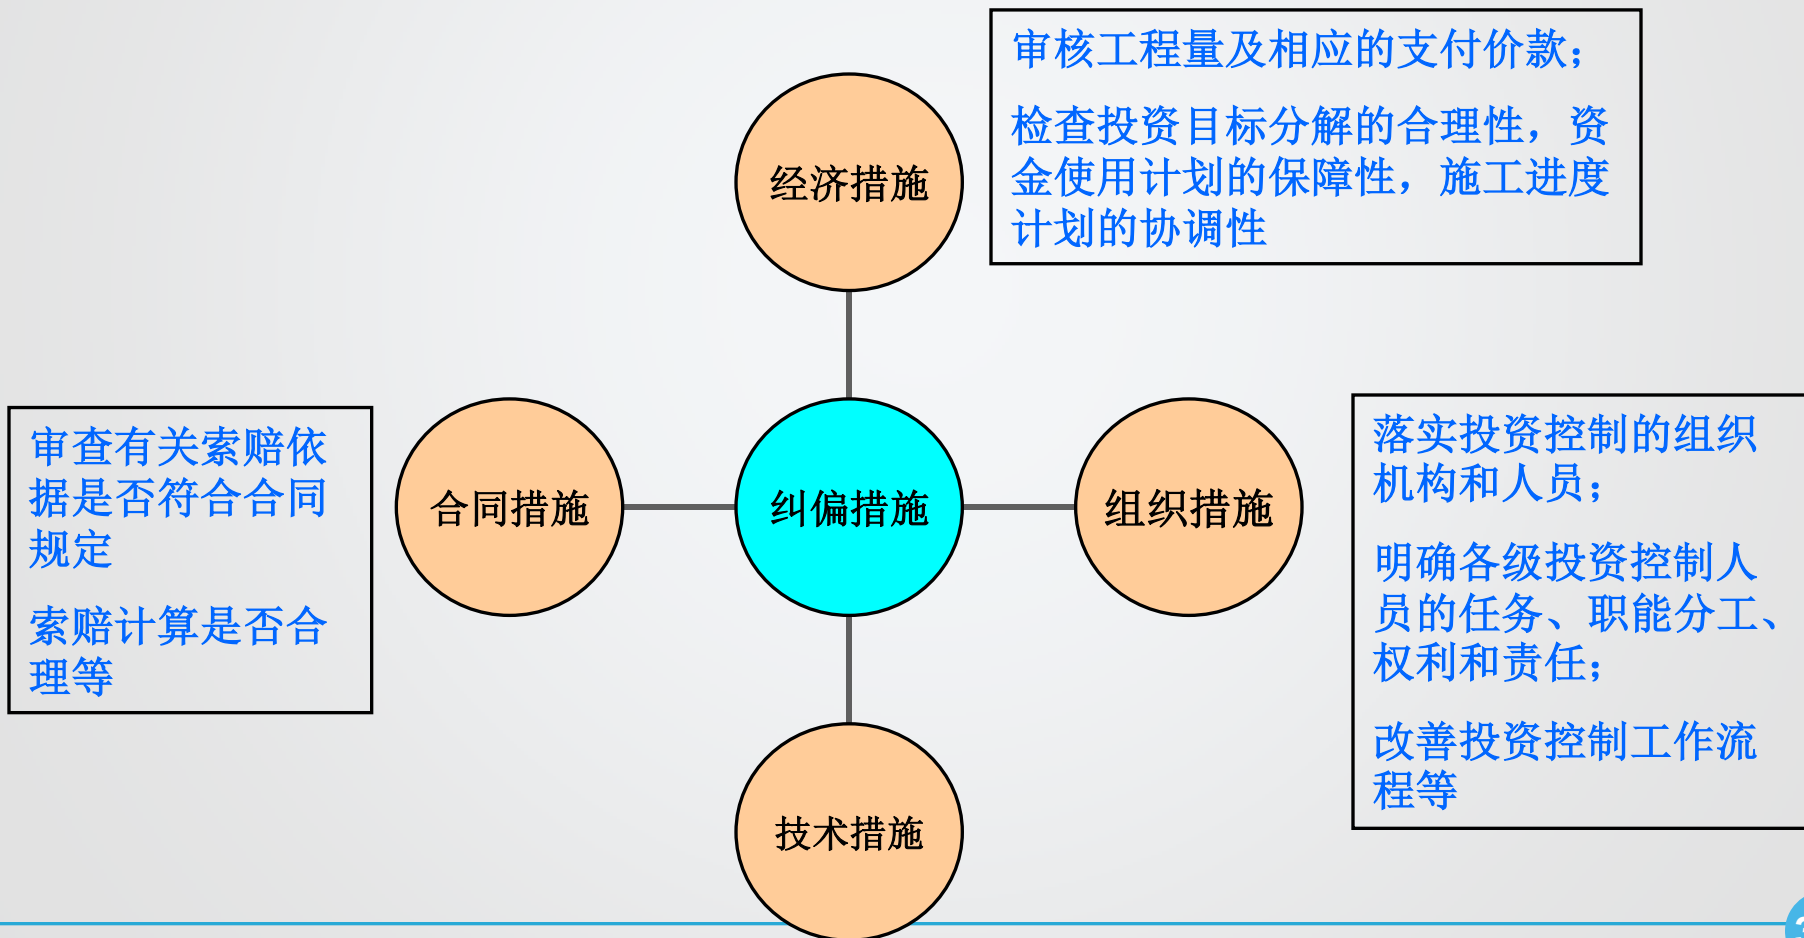 审核工程量及相应的支付价款；
检查投资目标分解的合理性，资
金使用计划的保障性，施工进度
计划的协调性
经济措施
审查有关索赔依
据是否符合合同
规定
索赔计算是否合
理等
合同措施
纠偏措施
组织措施
落实投资控制的组织
机构和人员；
明确各级投资控制人
员的任务、职能分工、
权利和责任；
改善投资控制工作流
程等
技术措施